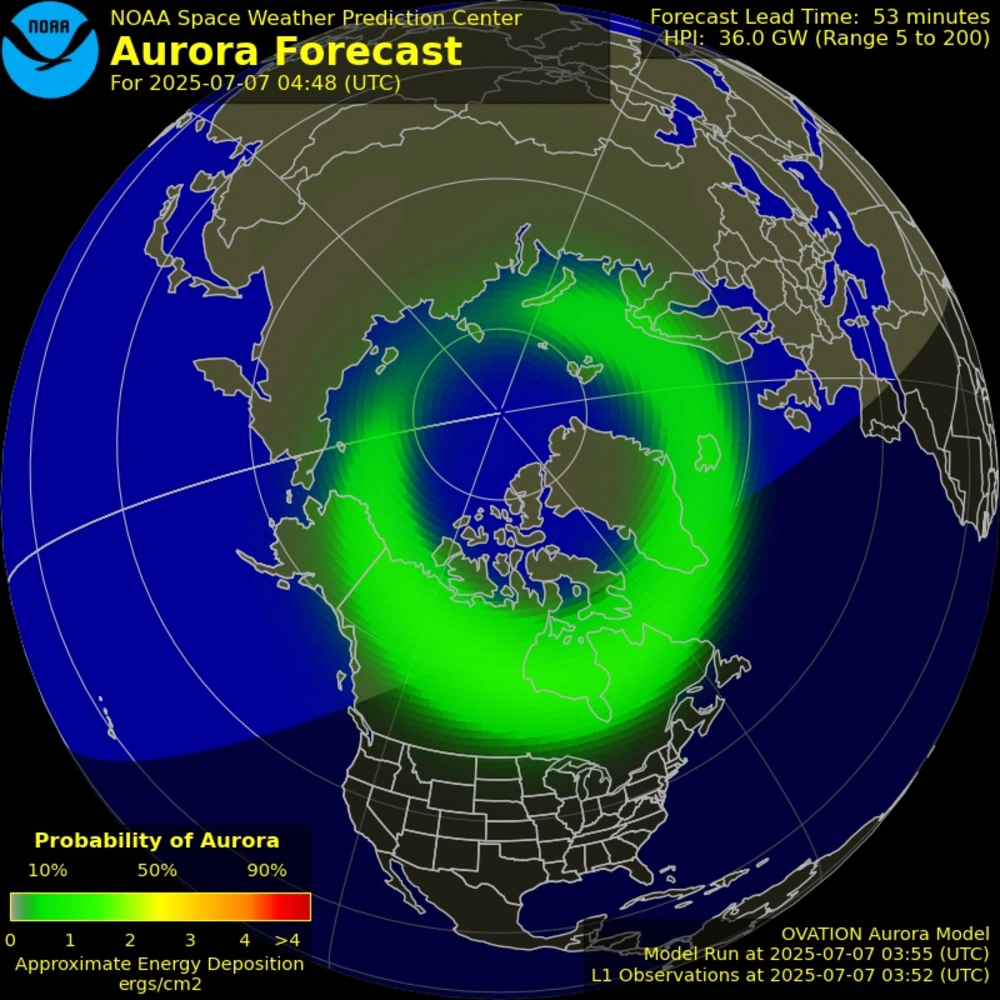 NOAA
NOAA Space Weather Prediction Center
Aurora Forecast
For 2025-07-07 04:48 (UTC)
Forecast Lead Time: 53 minutes
HPI: 36.0 GW (Range 5 to 200)
Probability of Aurora
10% 50% 90%
0 1 2 3 4 >4
Approximate Energy Deposition
ergs/cm2
OVATION Aurora Model
Model Run at 2025-07-07 03:55 (UTC)
L1 Observations at 2025-07-07 03:52 (UTC)